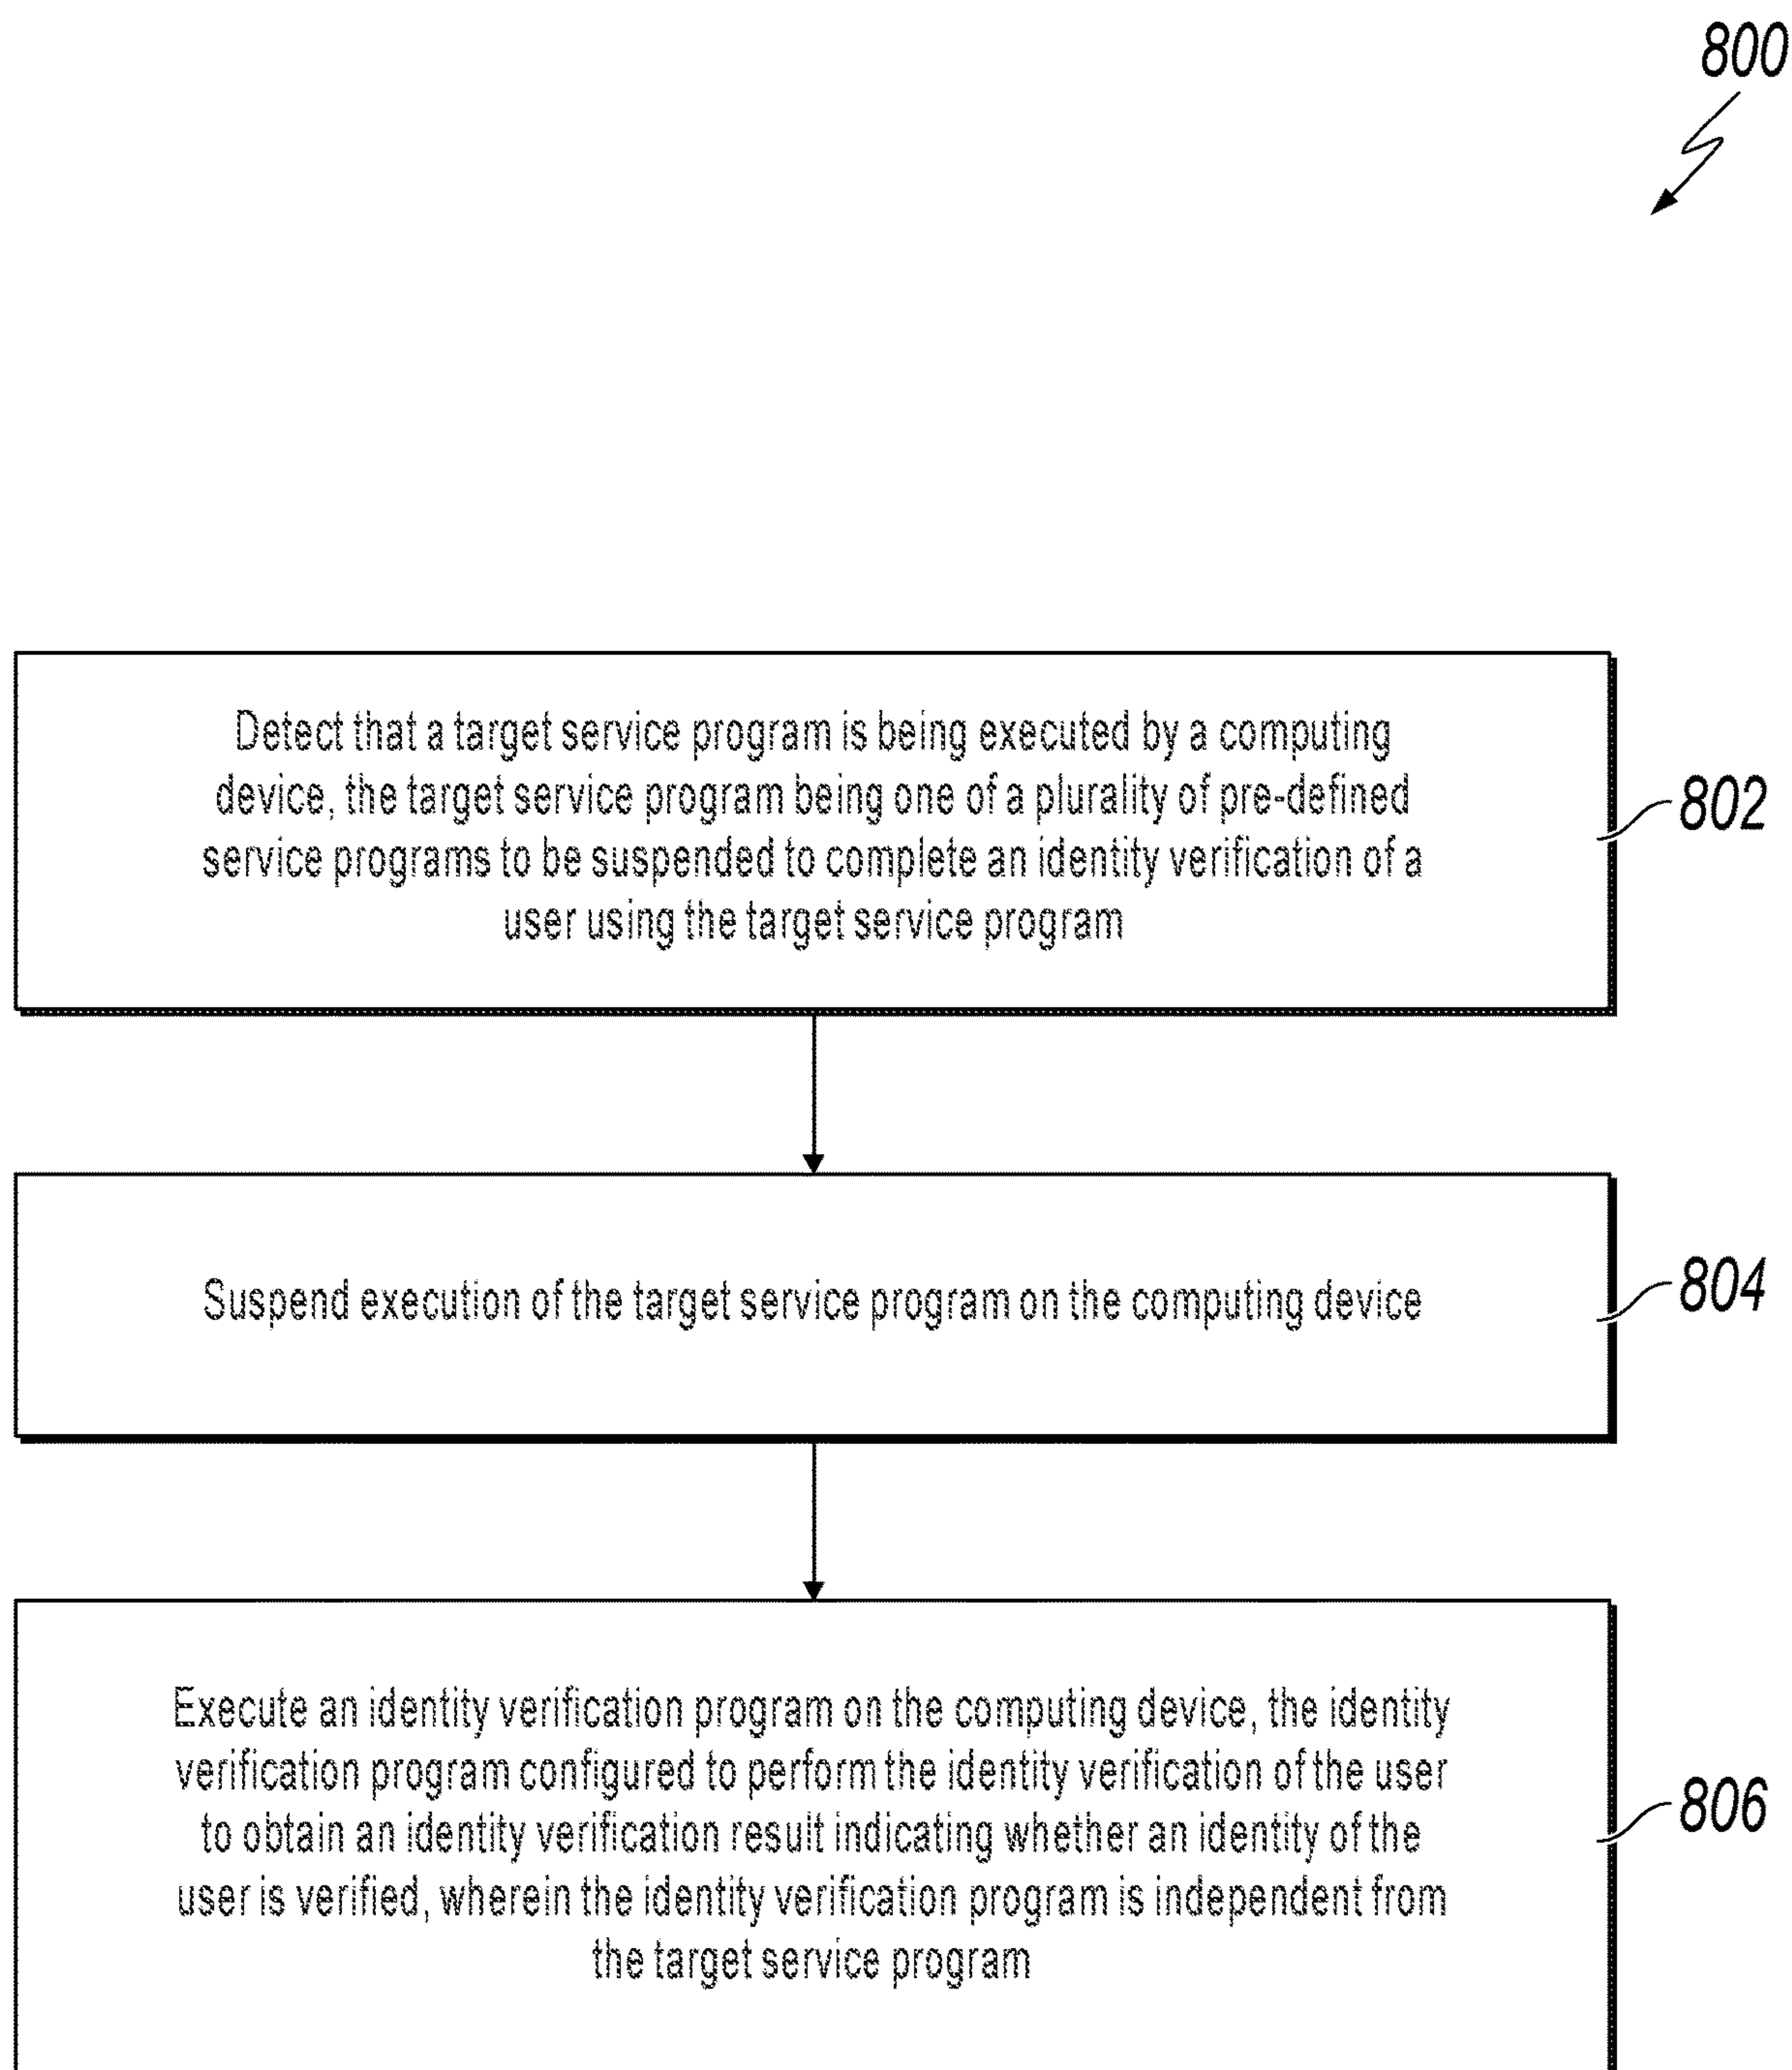 800
Detect that a target service program is being executed by a computing
device, the target service program being one of a plurality of pre-defined
service programs to be suspended to complete an identity verification of a
user using the target service program
802
Suspend execution of the target service program on the computing device
804
Execute an identity verification program on the computing device, the identity
verification program configured to perform the identity verification of the user
to obtain an identity verification result indicating whether an identity of the
user is verified, wherein the identity verification program is independent from
the target service program
806